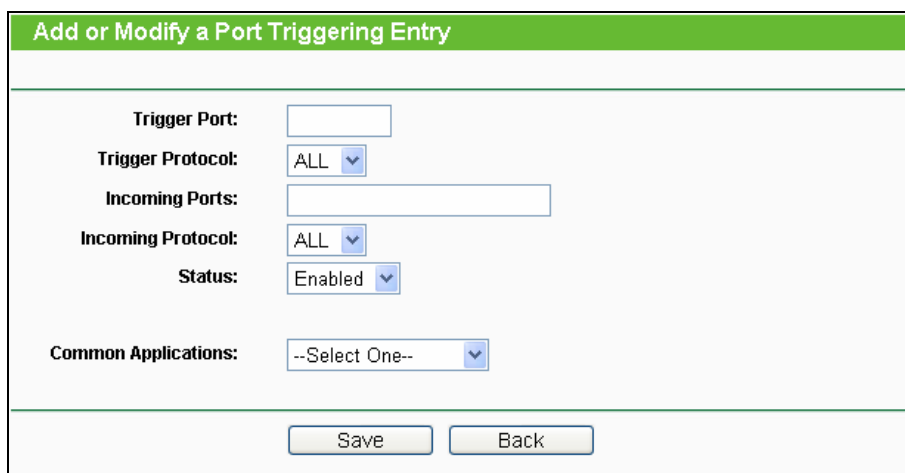 Add or Modify a Port Triggering Entry
Trigger Port:
Trigger Protocol: ALL
Incoming Ports:
Incoming Protocol: ALL
Status: Enabled
Common Applications: --Select One--
Save Back